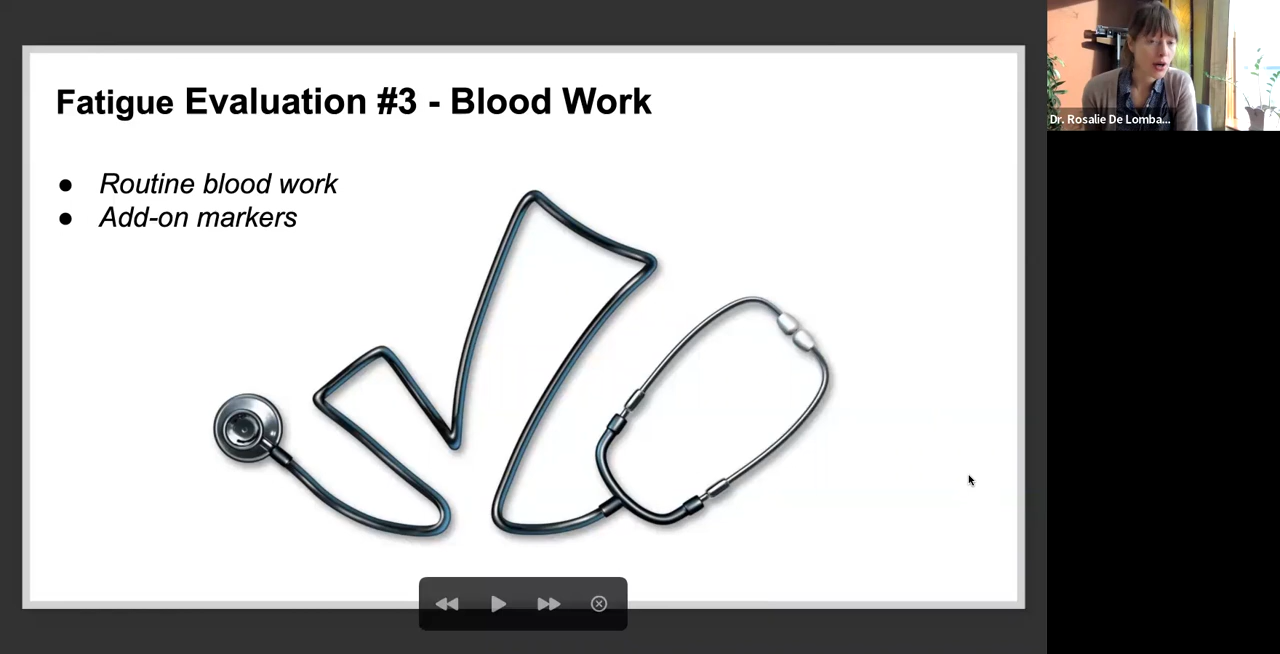 Fatigue Evaluation #3 - Blood Work
● Routine blood work
● Add-on markers
Dr. Rosalie De Lomba...